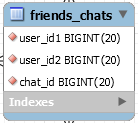 friends_chats
user_id1 BIGINT(20)
user_id2 BIGINT(20)
chat_id BIGINT(20)
Indexes